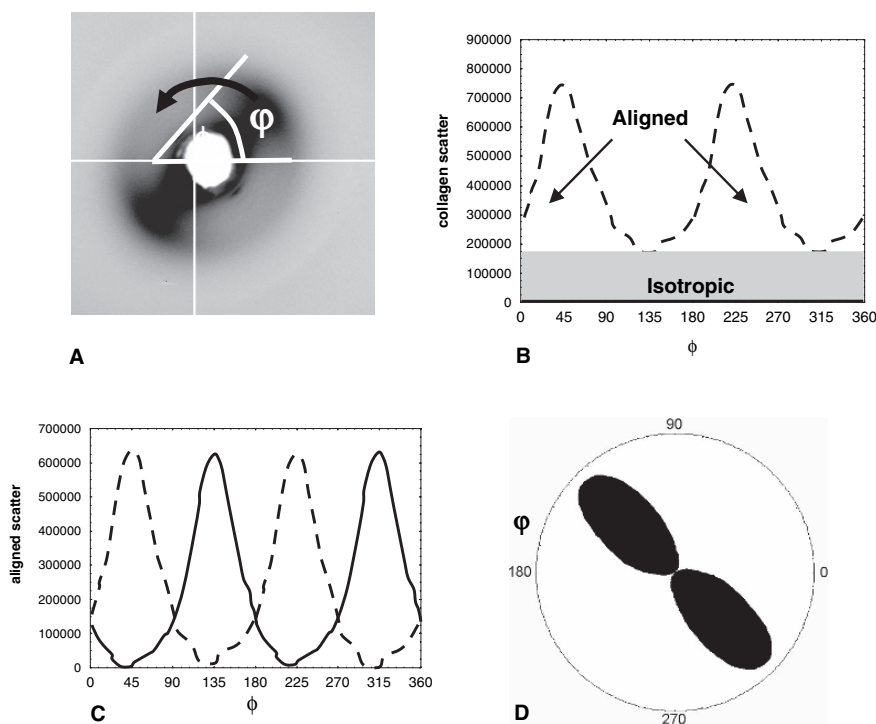 φ
ϕ
A
900000
800000
700000
600000
500000
400000
300000
200000
100000
0
collagen scatter
Aligned
Isotropic
0 45 90 135 180 225 270 315 360
ϕ
B
700000
600000
500000
400000
300000
200000
100000
0
aligned scatter
0 45 90 135 180 225 270 315 360
ϕ
C
90
φ
180
0
270
D